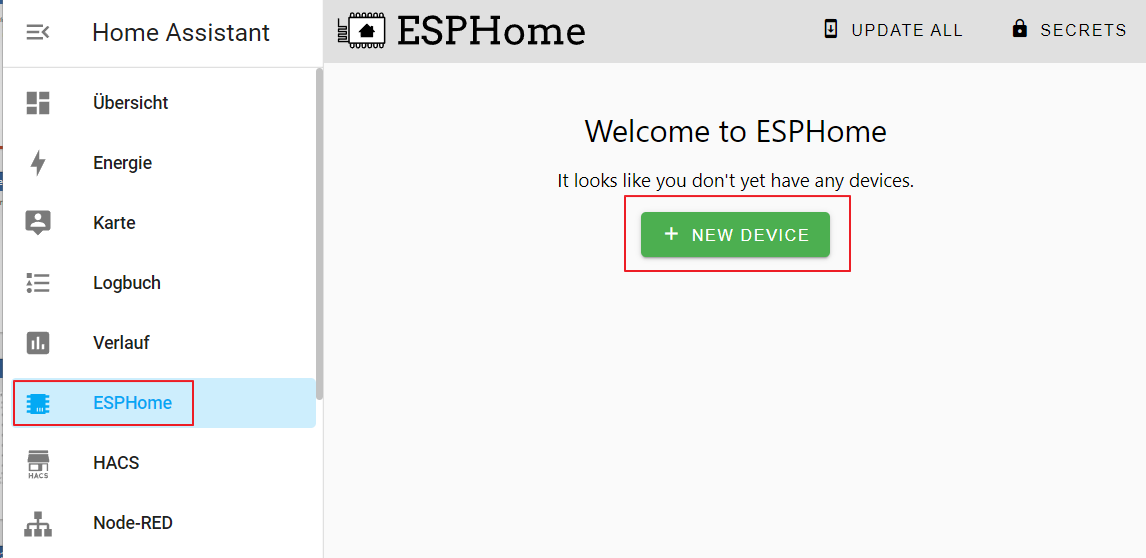 Home Assistant
Übersicht
Energie
Karte
Logbuch
Verlauf
ESPHome
HACS
HACS
Node-RED
ESPHome
UPDATE ALL
SECRETS
Welcome to ESPHome
It looks like you don't yet have any devices.
+ NEW DEVICE